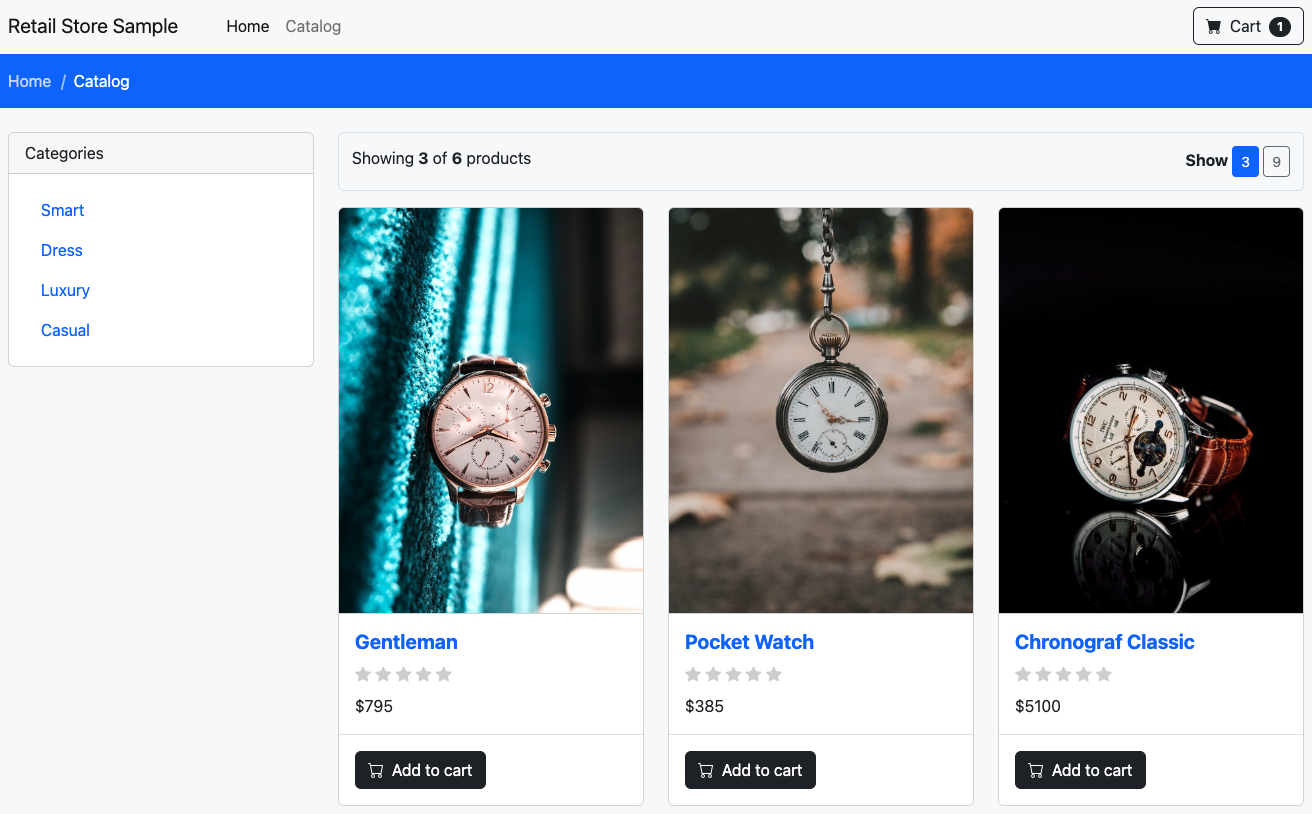 Retail Store Sample Home Catalog Cart 1
Home / Catalog
Categories
Smart
Dress
Luxury
Casual
Showing 3 of 6 products Show 3 9
Gentleman
$795
Add to cart
Pocket Watch
$385
Add to cart
Chronograf Classic
$5100
Add to cart